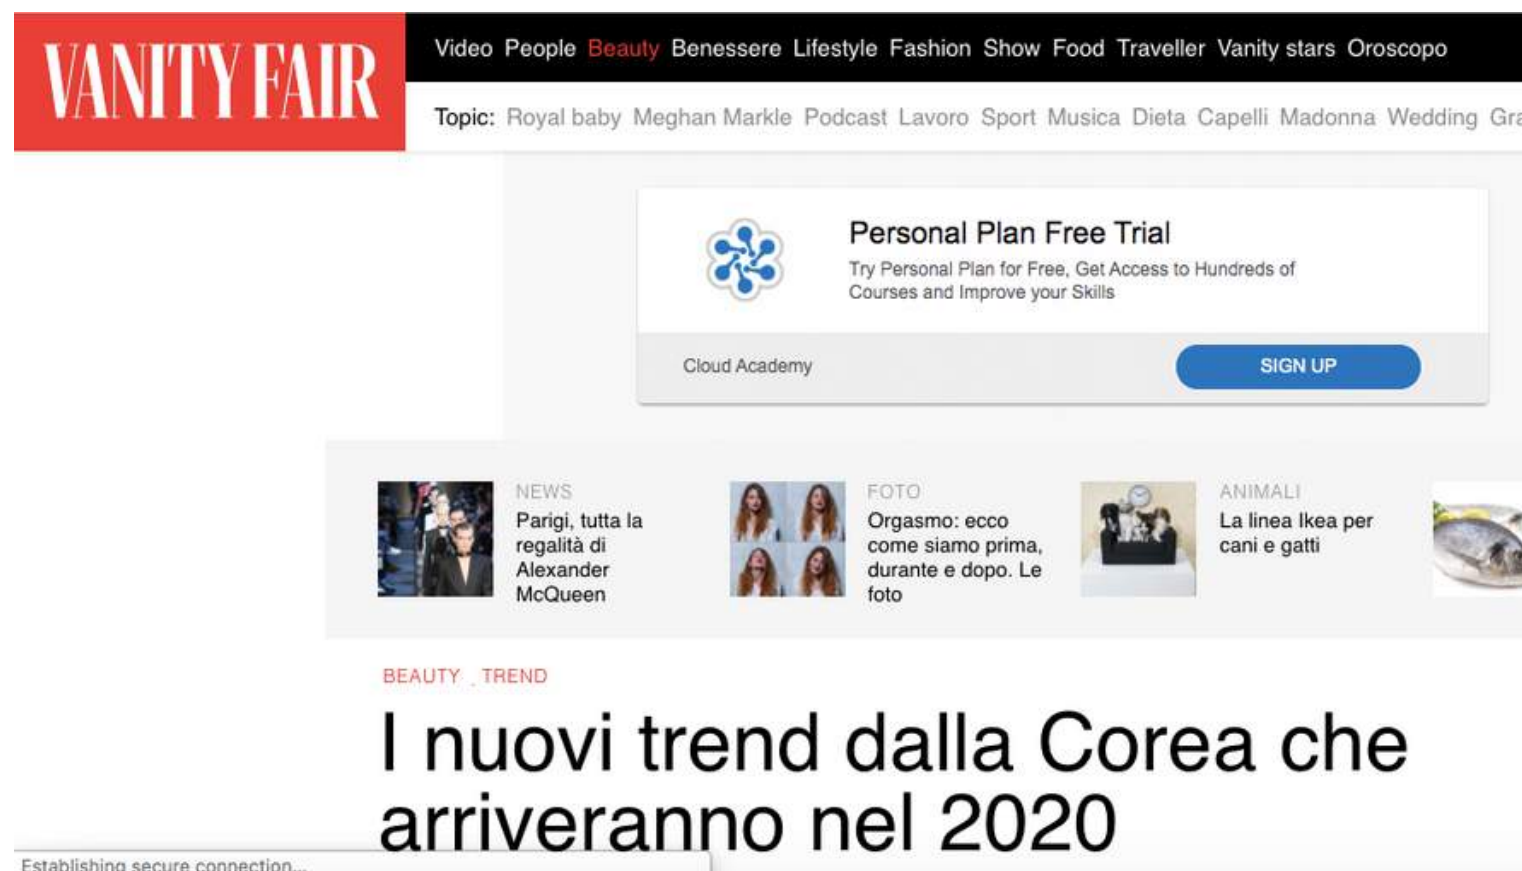 VANITY FAIR
Video People Beauty Benessere Lifestyle Fashion Show Food Traveller Vanity stars Oroscopo
Topic: Royal baby Meghan Markle Podcast Lavoro Sport Musica Dieta Capelli Madonna Wedding
Personal Plan Free Trial
Try Personal Plan for Free, Get Access to Hundreds of
Courses and Improve your Skills
Cloud Academy
SIGN UP
NEWS
Parigi, tutta la
regalità di
Alexander
McQueen
FOTO
Orgasmo: ecco
come siamo prima,
durante e dopo. Le
foto
ANIMALI
La linea Ikea per
cani e gatti
BEAUTY . TREND
I nuovi trend dalla Corea che
arriveranno nel 2020
Establishing secure connection...